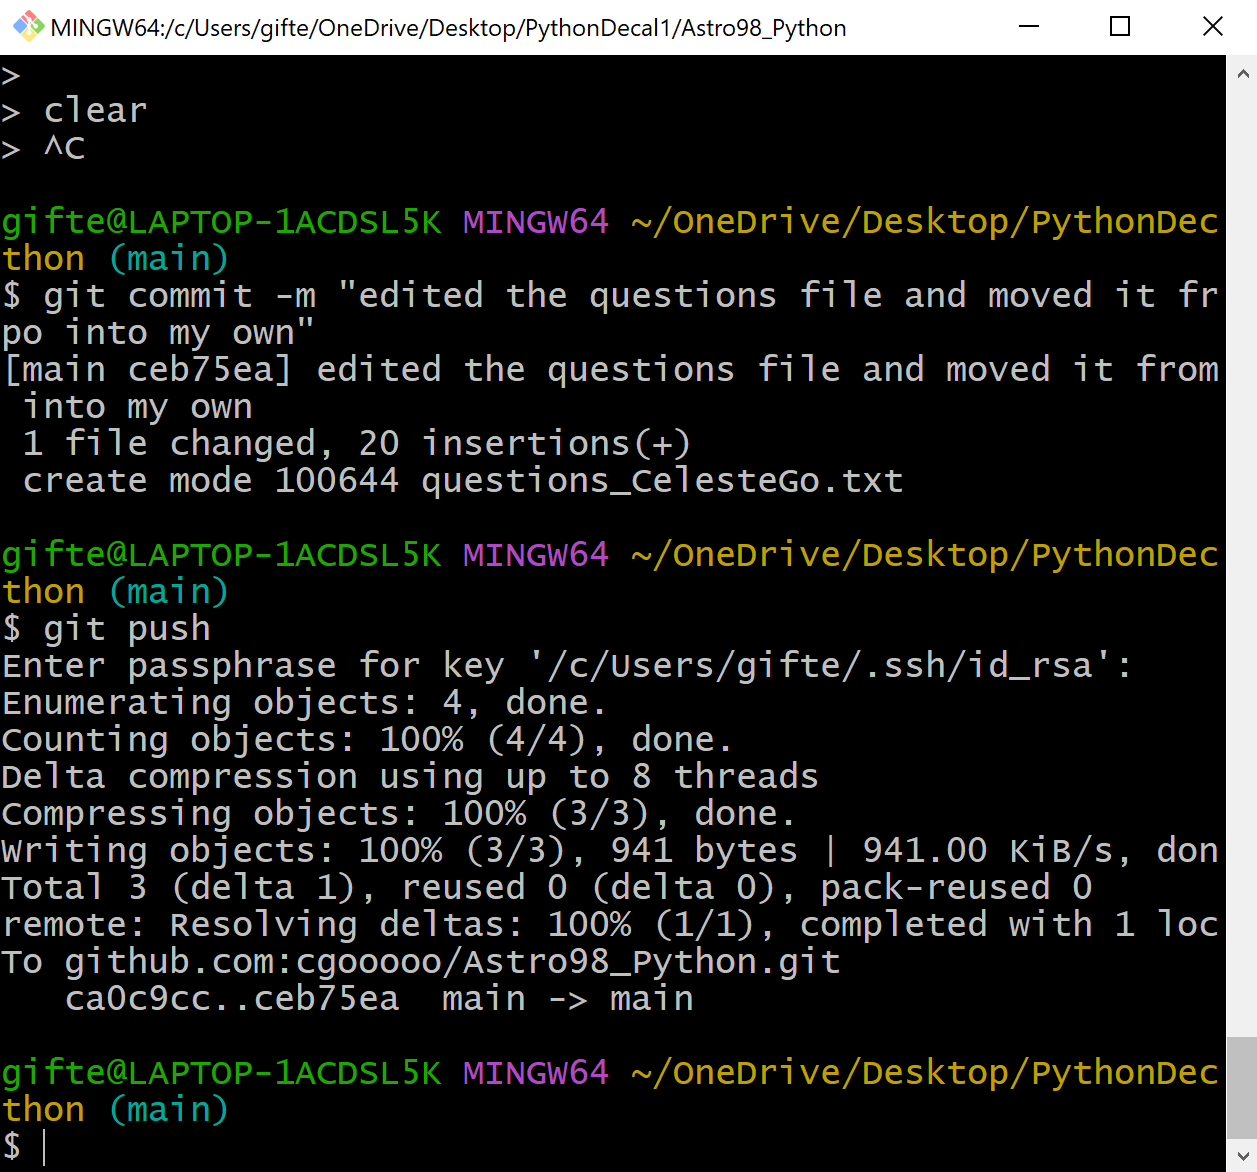 MINGW64:/c/Users/gifte/OneDrive/Desktop/PythonDecal1/Astro98_Python
>
> clear
> ^C
gifte@LAPTOP-1ACDSL5K MINGW64 ~/OneDrive/Desktop/PythonDec
thon (main)
$ git commit -m "edited the questions file and moved it fr
po into my own"
[main ceb75ea] edited the questions file and moved it from
 into my own
 1 file changed, 20 insertions(+)
 create mode 100644 questions_CelesteGo.txt
gifte@LAPTOP-1ACDSL5K MINGW64 ~/OneDrive/Desktop/PythonDec
thon (main)
$ git push
Enter passphrase for key '/c/Users/gifte/.ssh/id_rsa':
Enumerating objects: 4, done.
Counting objects: 100% (4/4), done.
Delta compression using up to 8 threads
Compressing objects: 100% (3/3), done.
Writing objects: 100% (3/3), 941 bytes | 941.00 KiB/s, don
Total 3 (delta 1), reused 0 (delta 0), pack-reused 0
remote: Resolving deltas: 100% (1/1), completed with 1 loc
To github.com:cgooooo/Astro98_Python.git
   ca0c9cc..ceb75ea  main -> main
gifte@LAPTOP-1ACDSL5K MINGW64 ~/OneDrive/Desktop/PythonDec
thon (main)
$